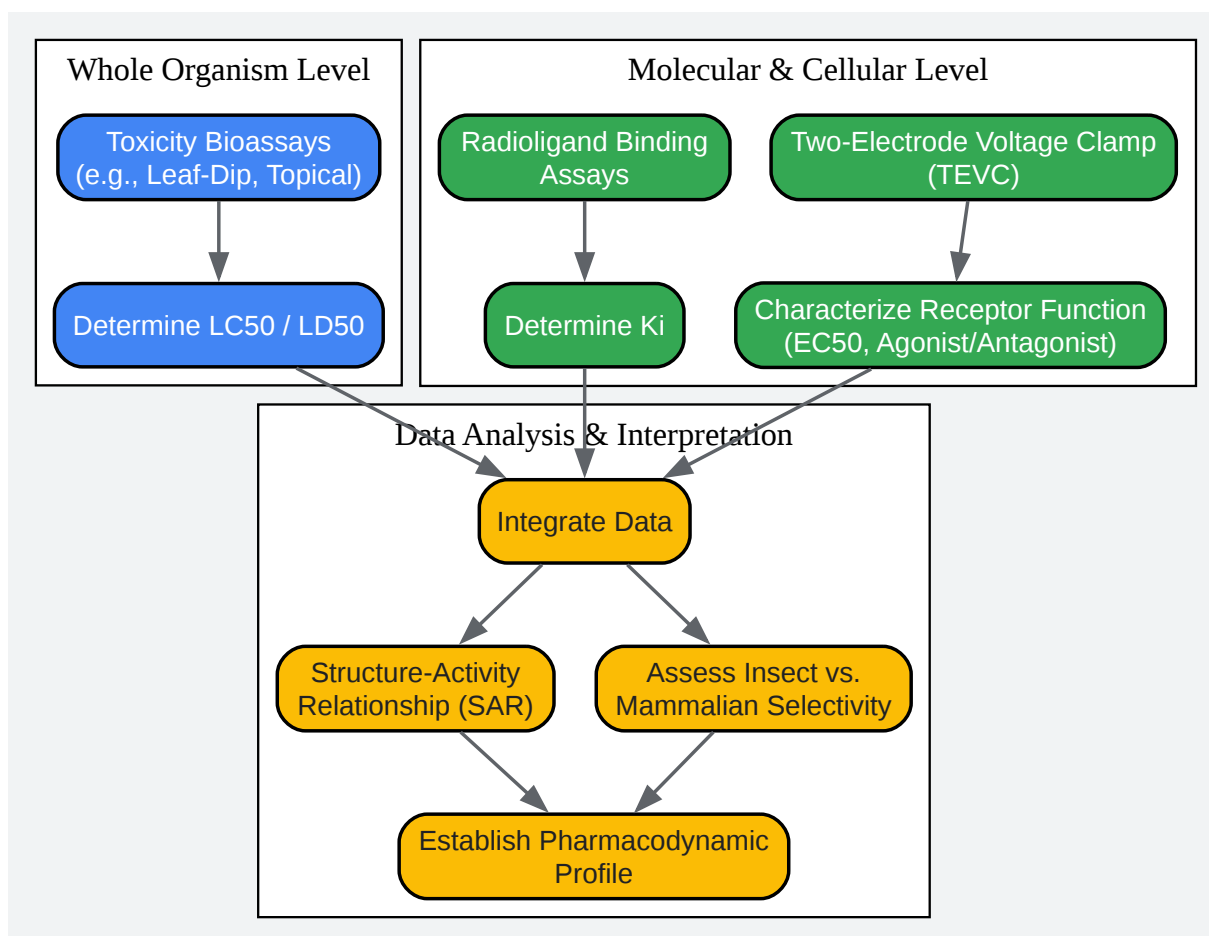 Whole Organism Level
Toxicity Bioassays
(e.g., Leaf-Dip, Topical)
Determine LC50 / LD50
Molecular & Cellular Level
Radioligand Binding
Assays
Two-Electrode Voltage Clamp
(TEVC)
Determine Ki
Characterize Receptor Function
(EC50, Agonist/Antagonist)
Data Analysis & Interpretation
Integrate Data
Structure-Activity
Relationship (SAR)
Assess Insect vs.
Mammalian Selectivity
Establish Pharmacodynamic
Profile